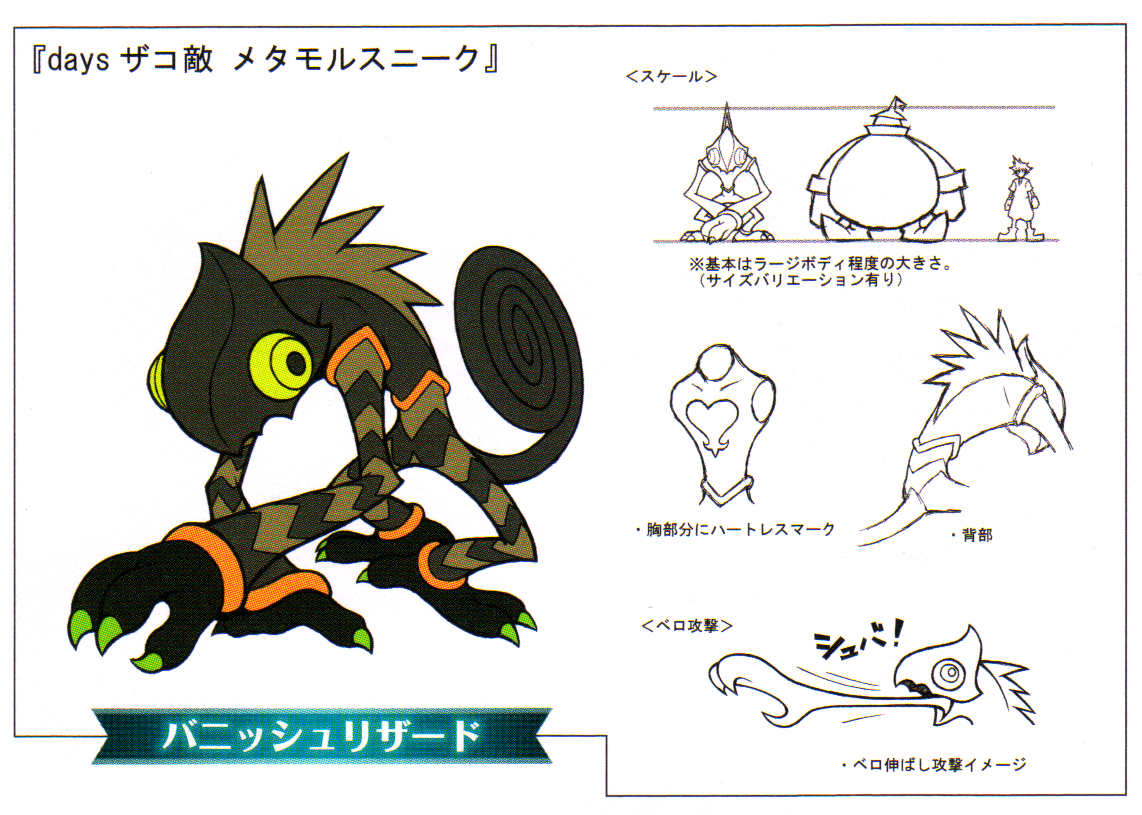 『days ザコ敵 メタモルスニーク』
＜スケール＞
※基本はラージボディ程度の大きさ。
（サイズバリエーション有り）
・胸部分にハートレスマーク
・背部
＜ベロ攻撃＞
シュバ!
・ベロ伸ばし攻撃イメージ
バニッシュリザード